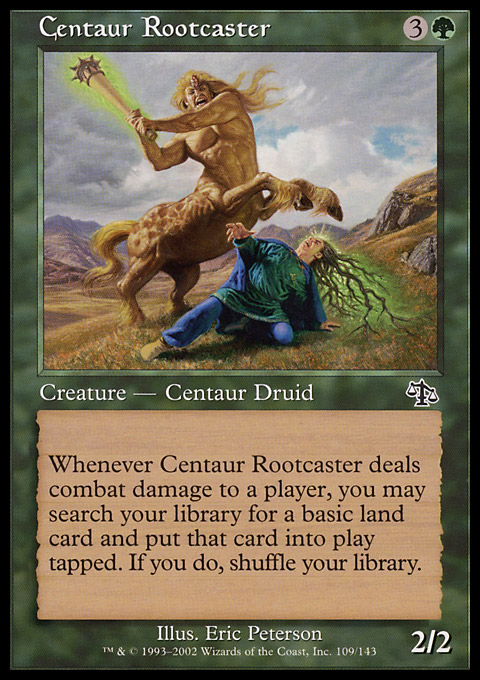 Centaur Rootcaster 3
Creature — Centaur Druid
Whenever Centaur Rootcaster deals
combat damage to a player, you may
search your library for a basic land
card and put that card into play
tapped. If you do, shuffle your library.
Illus. Eric Peterson
2/2
™ & © 1993–2002 Wizards of the Coast, Inc. 109/143